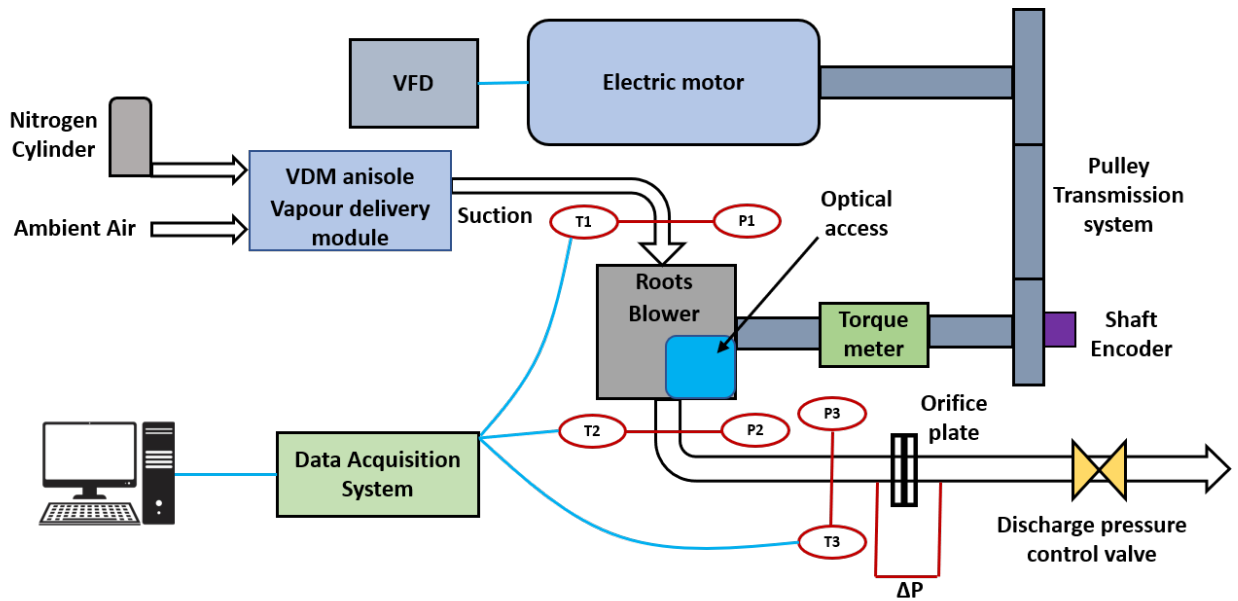 VFD
Electric motor
Nitrogen
Cylinder
VDM anisole
Vapour delivery
module
Ambient Air
Suction
T1
P1
Optical
access
Pulley
Transmission
system
Roots
Blower
Torque
meter
Shaft
Encoder
T2
P2
P3
Orifice
plate
Data Acquisition
System
T3
Discharge pressure
control valve
ΔP